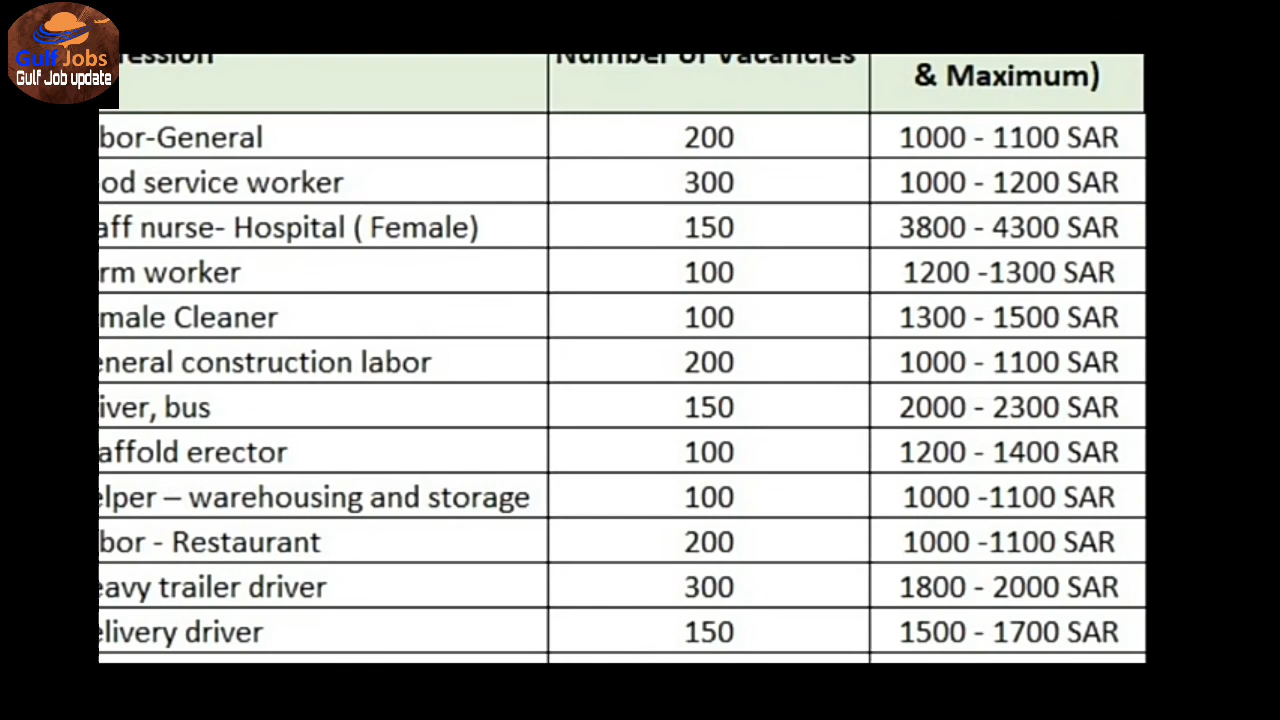 Gulf Jobs
Gulf Job update
Number of Vacancies
& Maximum)
bor-General 200 1000 - 1100 SAR
od service worker 300 1000 - 1200 SAR
aff nurse- Hospital ( Female) 150 3800 - 4300 SAR
rm worker 100 1200 -1300 SAR
male Cleaner 100 1300 - 1500 SAR
eneral construction labor 200 1000 - 1100 SAR
iver, bus 150 2000 - 2300 SAR
affold erector 100 1200 - 1400 SAR
elper – warehousing and storage 100 1000 -1100 SAR
bor - Restaurant 200 1000 -1100 SAR
eavy trailer driver 300 1800 - 2000 SAR
elivery driver 150 1500 - 1700 SAR